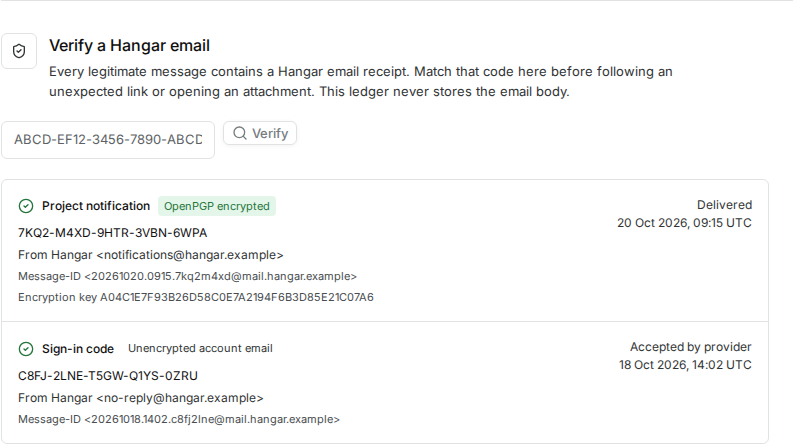 Verify a Hangar email
Every legitimate message contains a Hangar email receipt. Match that code here before following an
unexpected link or opening an attachment. This ledger never stores the email body.
ABCD-EF12-3456-7890-ABCD
Verify
Project notification OpenPGP encrypted
Delivered
20 Oct 2026, 09:15 UTC
7KQ2-M4XD-9HTR-3VBN-6WPA
From Hangar <notifications@hangar.example>
Message-ID <20261020.0915.7kq2m4xd@mail.hangar.example>
Encryption key A04C1E7F93B26D58C0E7A2194F6B3D85E21C07A6
Sign-in code Unencrypted account email
Accepted by provider
18 Oct 2026, 14:02 UTC
C8FJ-2LNE-T5GW-Q1YS-0ZRU
From Hangar <no-reply@hangar.example>
Message-ID <20261018.1402.c8fj2lne@mail.hangar.example>